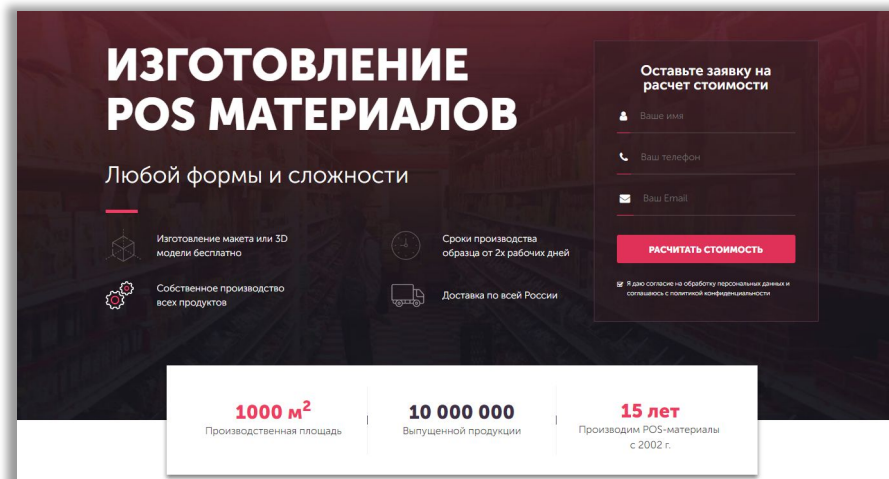 ИЗГОТОВЛЕНИЕ
POS МАТЕРИАЛОВ
Любой формы и сложности
Изготовление макета или 3D
модели бесплатно
Сроки производства
образца от 2х рабочих дней
Собственное производство
всех продуктов
Доставка по всей России
Оставьте заявку на
расчет стоимости
Ваше имя
Ваш телефон
Ваш Email
РАСЧИТАТЬ СТОИМОСТЬ
Я даю согласие на обработку персональных данных и
соглашаюсь с политикой конфиденциальности
1000 м²
Производственная площадь
10 000 000
Выпущенной продукции
15 лет
Производим POS-материалы
с 2002 г.